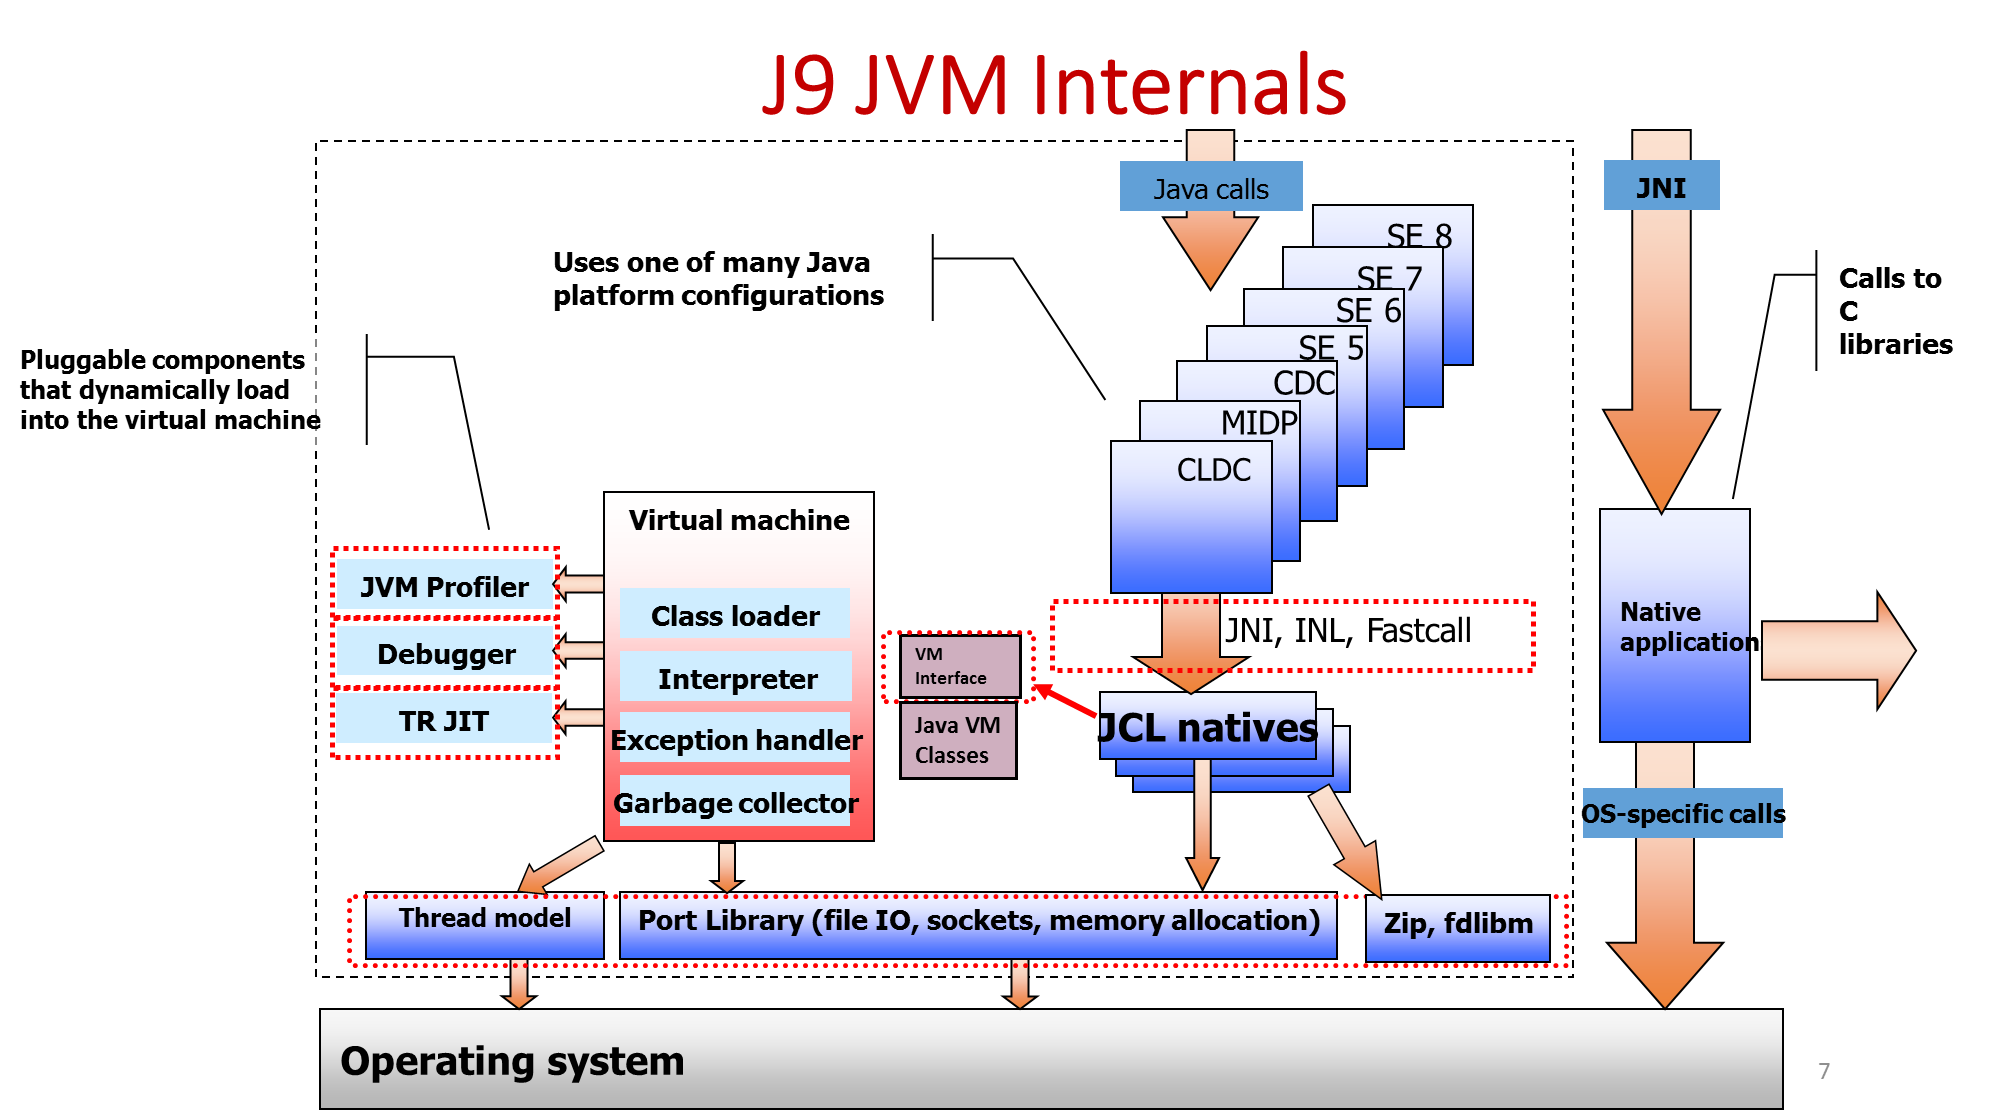 J9 JVM Internals
Java calls
JNI
SE 8
SE 7
SE 6
SE 5
CDC
MIDP
CLDC
Uses one of many Java
platform configurations
Calls to
C
libraries
Pluggable components
that dynamically load
into the virtual machine
Virtual machine
JVM Profiler
Debugger
TR JIT
Class loader
Interpreter
Exception handler
Garbage collector
VM
Interface
Java VM
Classes
JNI, INL, Fastcall
JCL natives
Native
application
OS-specific calls
Thread model
Port Library (file IO, sockets, memory allocation)
Zip, fdlibm
Operating system
7